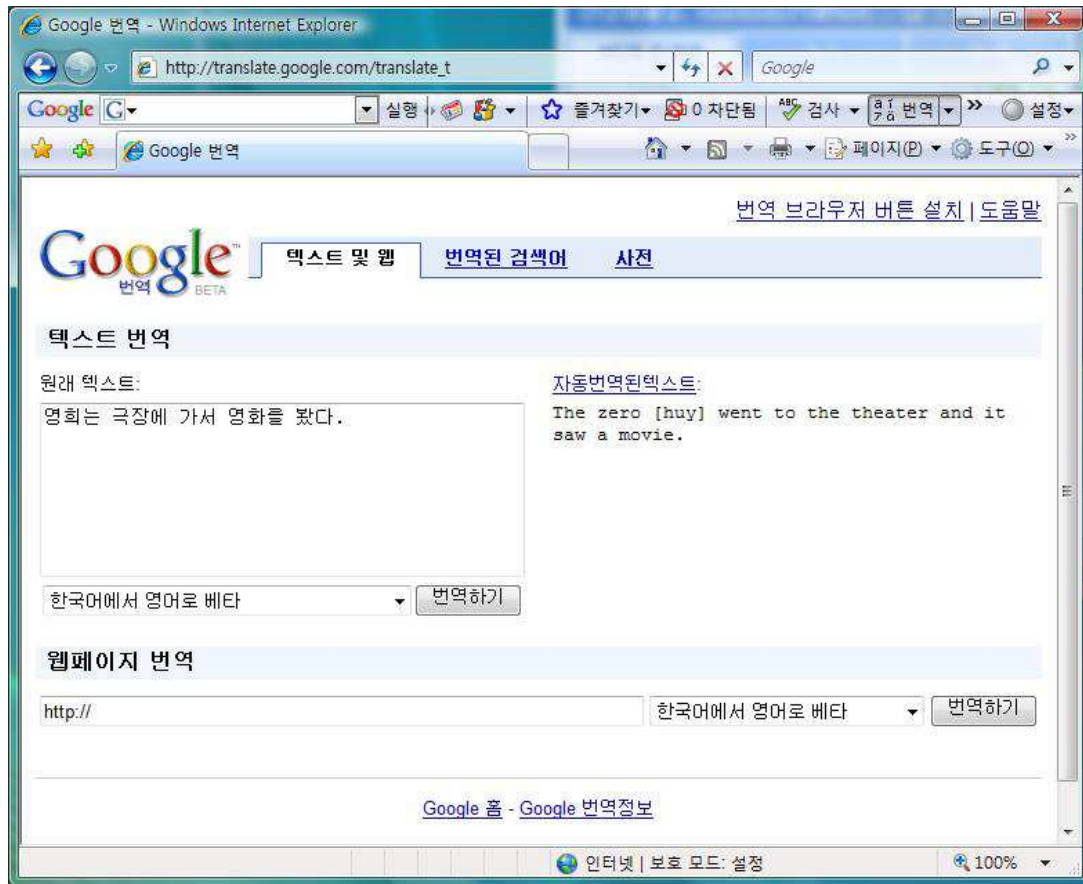 Google 번역 - Windows Internet Explorer
http://translate.google.com/translate_t Google
Google G 실행 즐겨찾기 0 차단됨 ABC 검사 번역 » 설정
Google 번역 페이지(P) 도구(O) »
번역 브라우저 버튼 설치 | 도움말
Google™ 번역 BETA 텍스트 및 웹 번역된 검색어 사전
텍스트 번역
원래 텍스트: 자동번역된텍스트:
영희는 극장에 가서 영화를 봤다. The zero [huy] went to the theater and it
saw a movie.
한국어에서 영어로 베타 번역하기
웹페이지 번역
http:// 한국어에서 영어로 베타 번역하기
Google 홈 - Google 번역정보
인터넷 | 보호 모드: 설정 100%